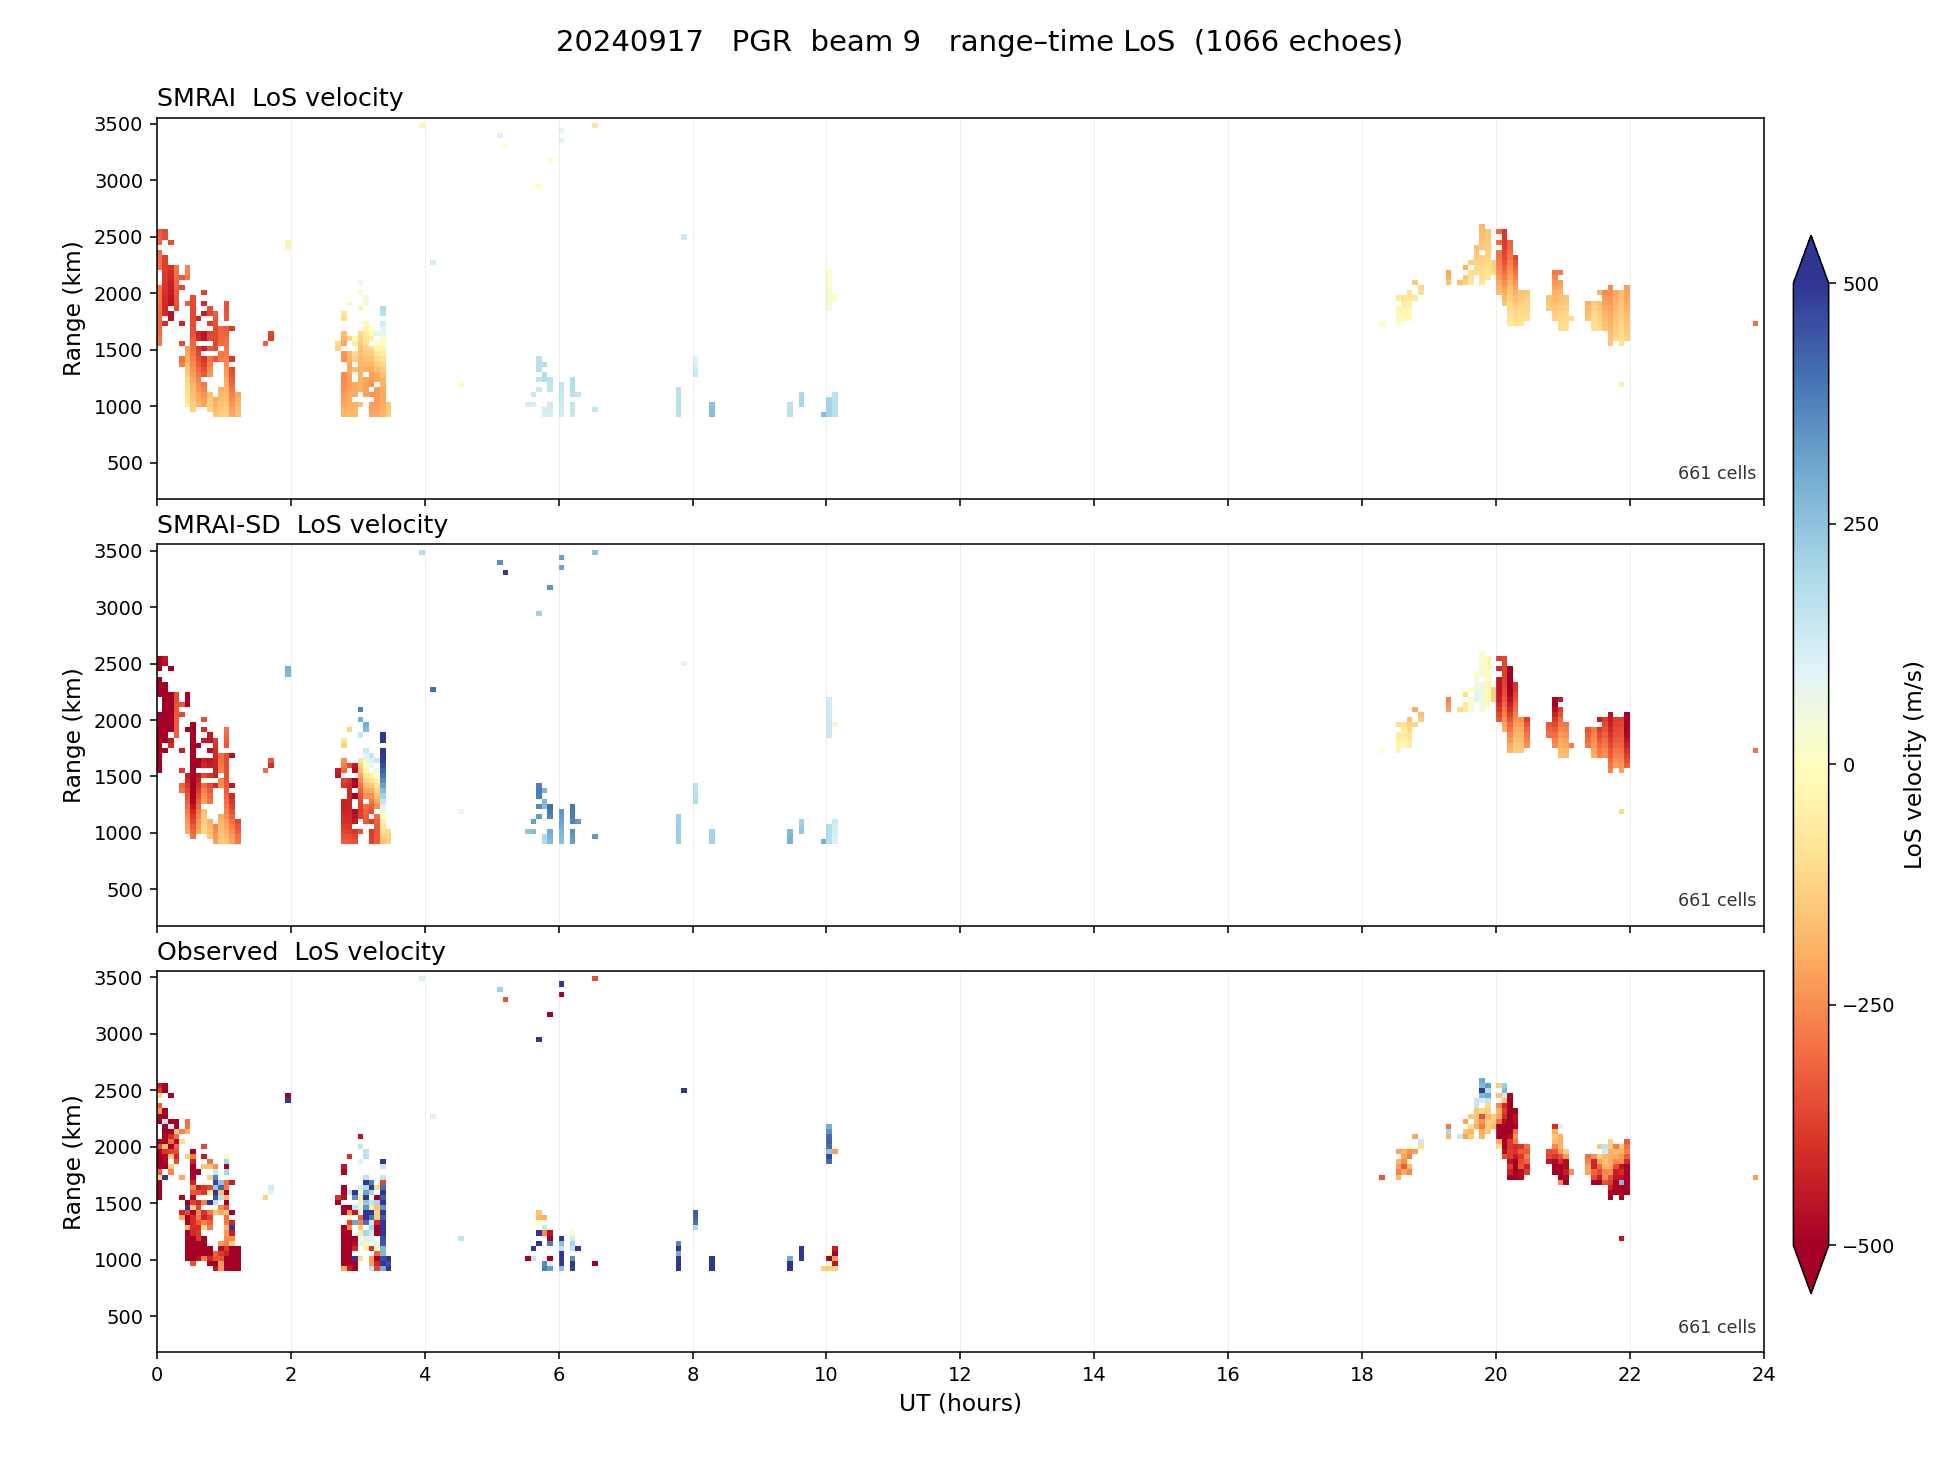 20240917   PGR  beam 9   range–time LoS  (1066 echoes)
SMRAI  LoS velocity
3500
3000
2500
2000
1500
1000
500
Range (km)
661 cells
SMRAI-SD  LoS velocity
3500
3000
2500
2000
1500
1000
500
Range (km)
661 cells
Observed  LoS velocity
3500
3000
2500
2000
1500
1000
500
Range (km)
661 cells
0 2 4 6 8 10 12 14 16 18 20 22 24
UT (hours)
500
250
0
−250
−500
LoS velocity (m/s)